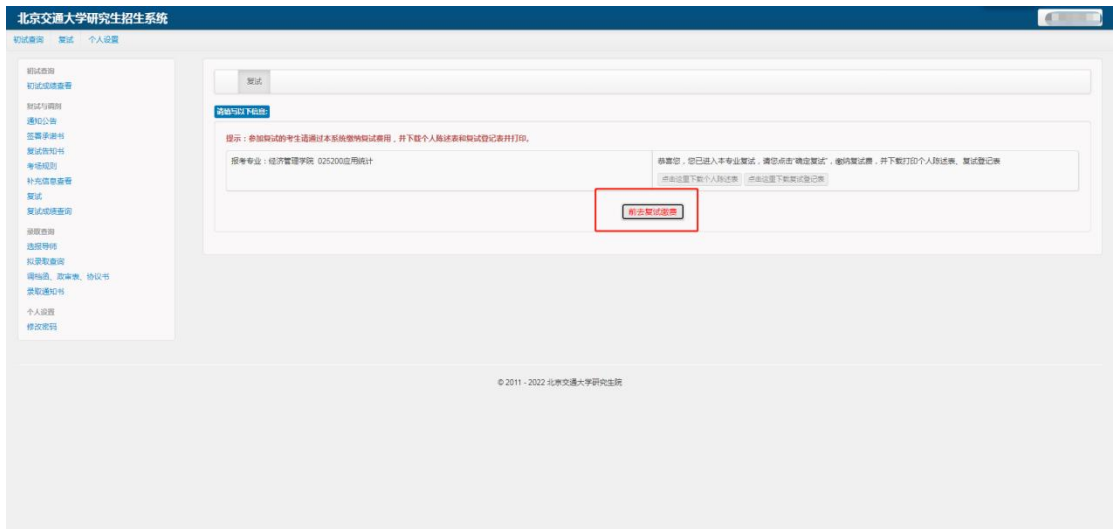 北京交通大学研究生招生系统
初试查询 复试 个人设置
初试查询
初试成绩查看
复试与调剂
通知公告
签署承诺书
复试告知书
考场规则
补充信息查看
复试
复试成绩查询
录取查询
选报导师
拟录取查询
调档函、政审表、协议书
录取通知书
个人设置
修改密码
复试
请填写以下信息:
提示：参加复试的考生请通过本系统缴纳复试费用，并下载个人陈述表和复试登记表并打印。
报考专业：经济管理学院 025200应用统计
恭喜您，您已进入本专业复试，请您点击"确定复试"，缴纳复试费，并下载打印个人陈述表、复试登记表
点击这里下载个人陈述表 点击这里下载复试登记表
前去复试缴费
© 2011 - 2022 北京交通大学研究生院